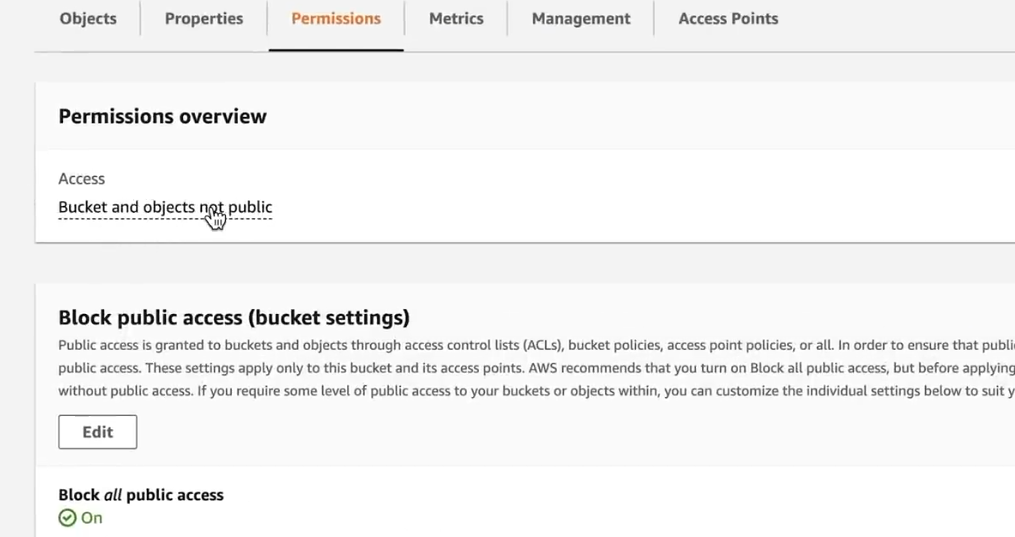 Objects Properties Permissions Metrics Management Access Points
Permissions overview
Access
Bucket and objects not public
Block public access (bucket settings)
Public access is granted to buckets and objects through access control lists (ACLs), bucket policies, access point policies, or all. In order to ensure that
public access. These settings apply only to this bucket and its access points. AWS recommends that you turn on Block all public access, but before applying
without public access. If you require some level of public access to your buckets or objects within, you can customize the individual settings below to suit
Edit
Block all public access
On